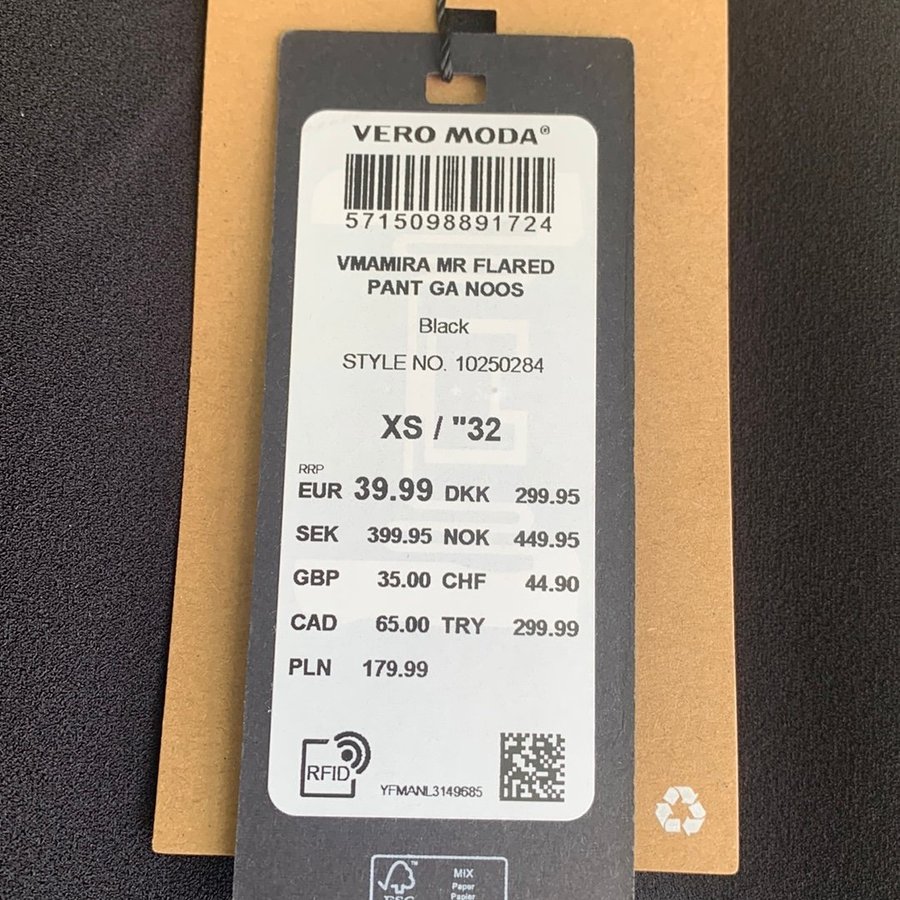 VERO MODA®
5715098891724
VMAMIRA MR FLARED
PANT GA NOOS
Black
STYLE NO. 10250284
XS / "32
RRP
EUR 39.99 DKK 299.95
SEK 399.95 NOK 449.95
GBP 35.00 CHF 44.90
CAD 65.00 TRY 299.99
PLN 179.99
RFID
YFMANL3149685
MIX
Paper
Papier
FSC